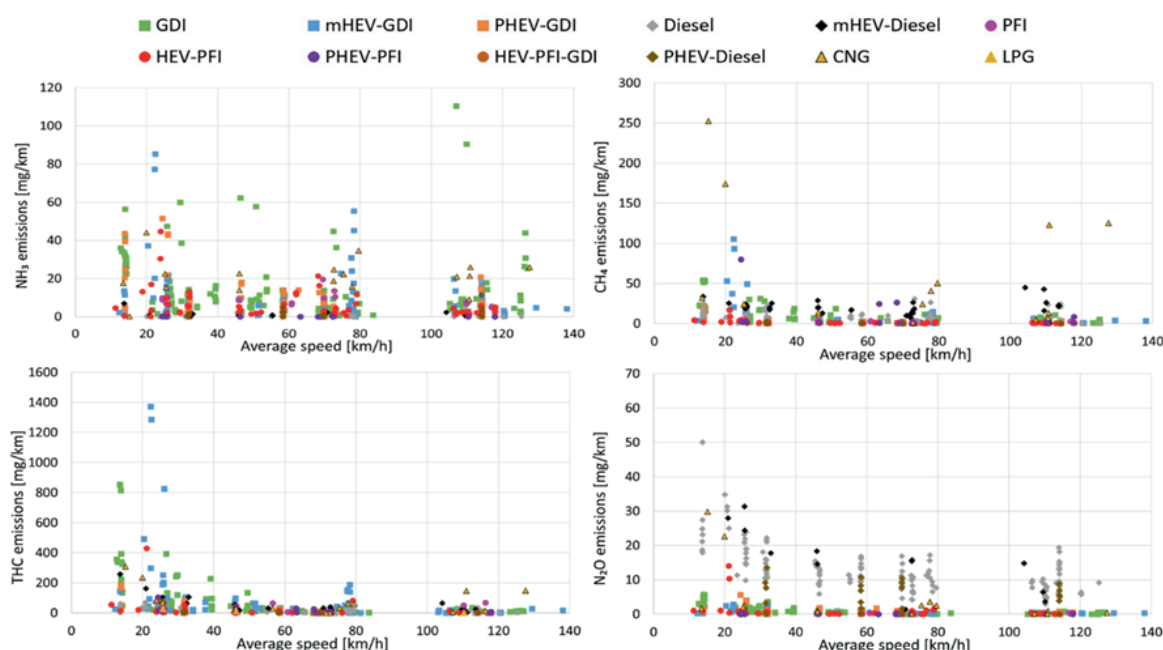 GDI mHEV-GDI PHEV-GDI Diesel mHEV-Diesel PFI
HEV-PFI PHEV-PFI HEV-PFI-GDI PHEV-Diesel CNG LPG
NH₃ emissions [mg/km]
120
100
80
60
40
20
0
0 20 40 60 80 100 120 140
Average speed [km/h]
CH₄ emissions [mg/km]
300
250
200
150
100
50
0
0 20 40 60 80 100 120 140
Average speed [km/h]
THC emissions [mg/km]
1600
1400
1200
1000
800
600
400
200
0
0 20 40 60 80 100 120 140
Average speed [km/h]
N₂O emissions [mg/km]
70
60
50
40
30
20
10
0
0 20 40 60 80 100 120 140
Average speed [km/h]